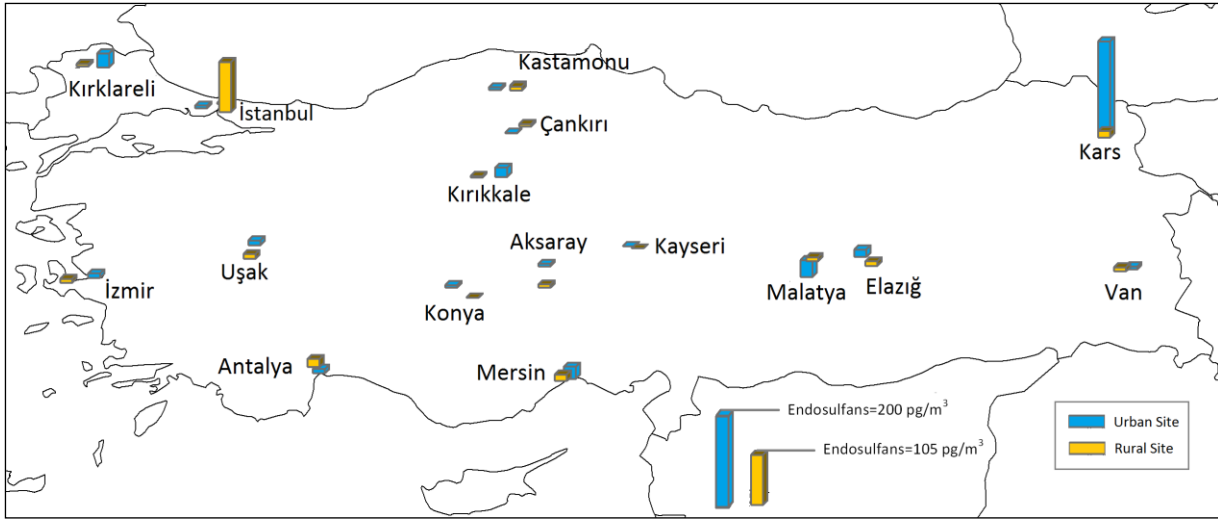 Kastamonu
Kırklareli
İstanbul
Çankırı
Kars
Kırıkkale
Aksaray
Kayseri
Uşak
İzmir
Konya
Malatya
Elazığ
Van
Antalya
Mersin
Endosulfans=200 pg/m³
Urban Site
Endosulfans=105 pg/m³
Rural Site